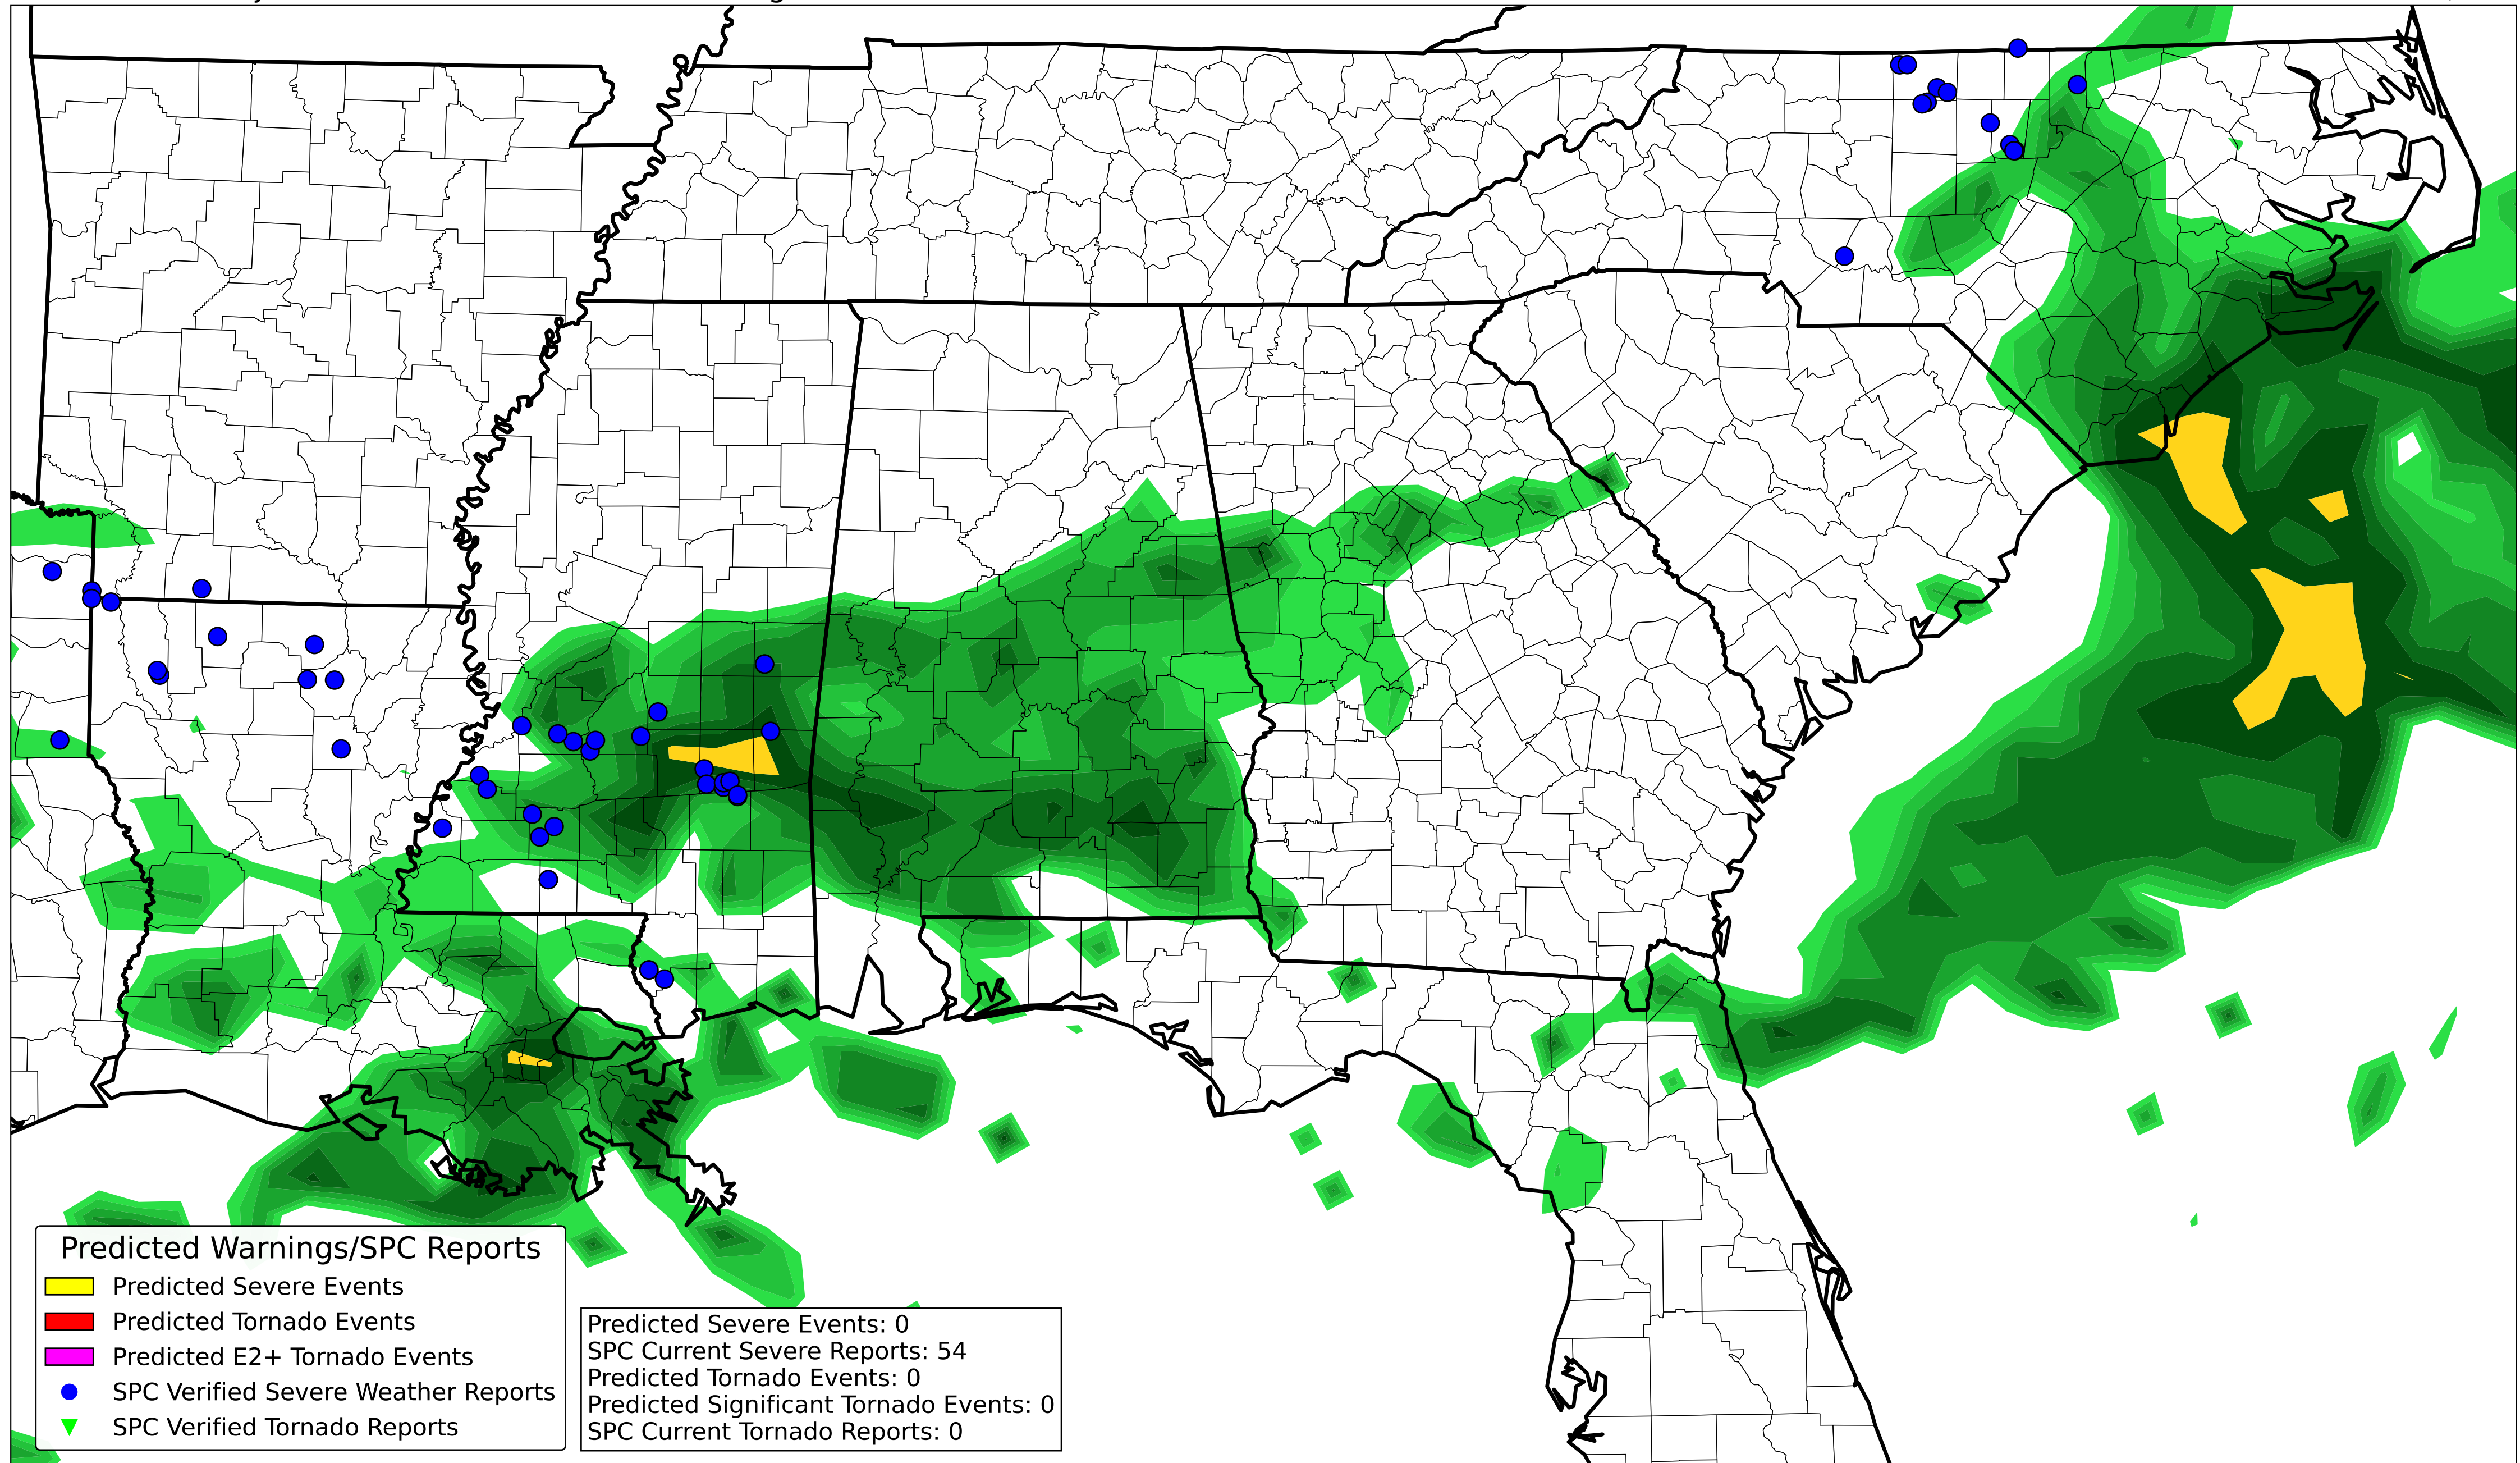 Predicted Warnings/SPC Reports
Predicted Severe Events
Predicted Tornado Events
Predicted E2+ Tornado Events
SPC Verified Severe Weather Reports
SPC Verified Tornado Reports
Predicted Severe Events: 0
SPC Current Severe Reports: 54
Predicted Tornado Events: 0
Predicted Significant Tornado Events: 0
SPC Current Tornado Reports: 0